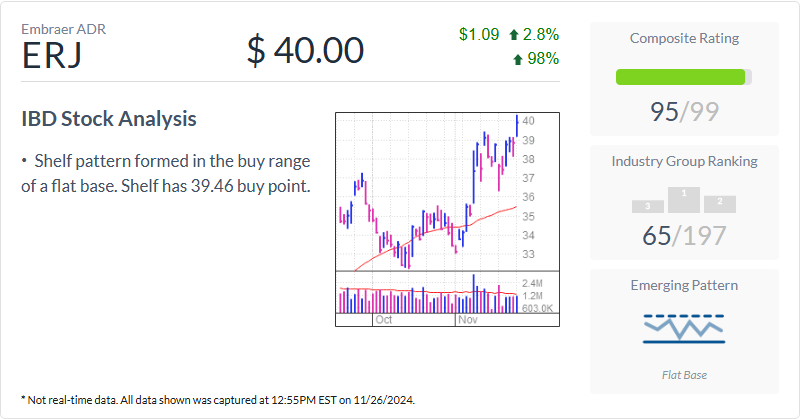 Embraer ADR
ERJ
$ 40.00
$1.09 2.8%
98%
IBD Stock Analysis
• Shelf pattern formed in the buy range
of a flat base. Shelf has 39.46 buy point.
40
39
38
37
36
35
34
33
2.4M
1.2M
603.0K
Oct
Nov
Composite Rating
95/99
Industry Group Ranking
3
1
2
65/197
Emerging Pattern
Flat Base
* Not real-time data. All data shown was captured at 12:55PM EST on 11/26/2024.